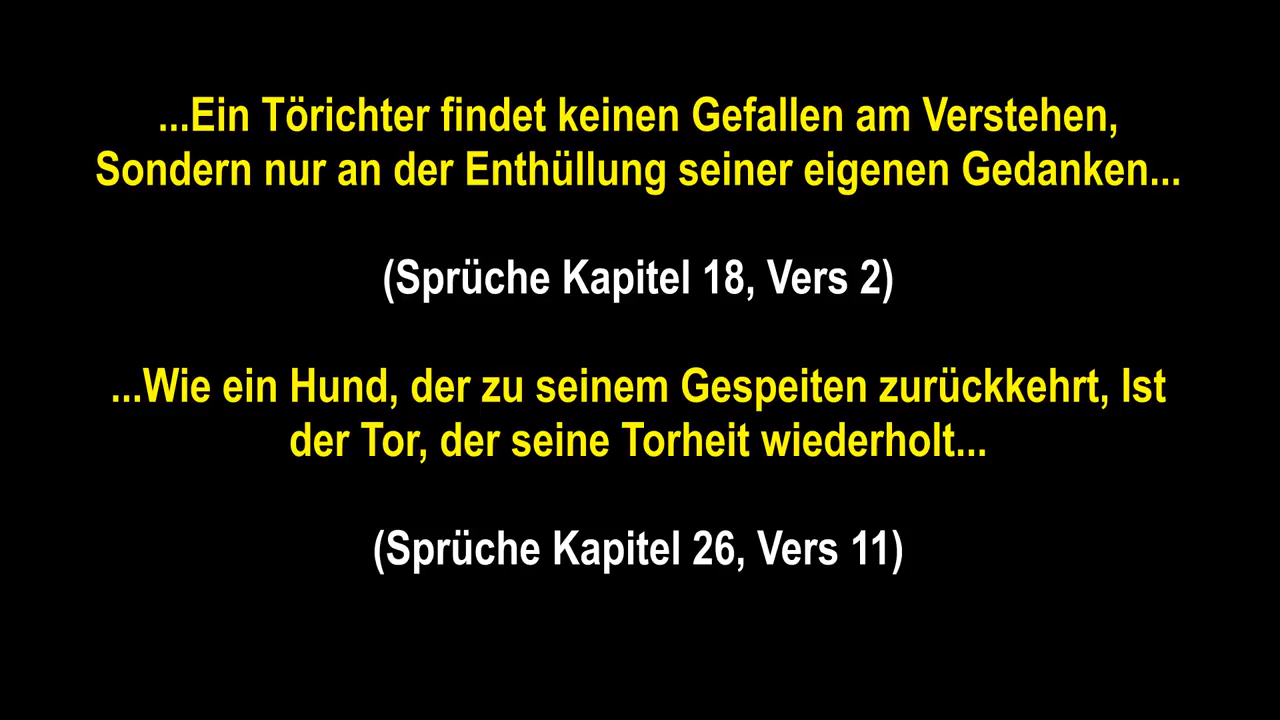 ...Ein Törichter findet keinen Gefallen am Verstehen,
Sondern nur an der Enthüllung seiner eigenen Gedanken...
(Sprüche Kapitel 18, Vers 2)
...Wie ein Hund, der zu seinem Gespeiten zurückkehrt, Ist
der Tor, der seine Torheit wiederholt...
(Sprüche Kapitel 26, Vers 11)